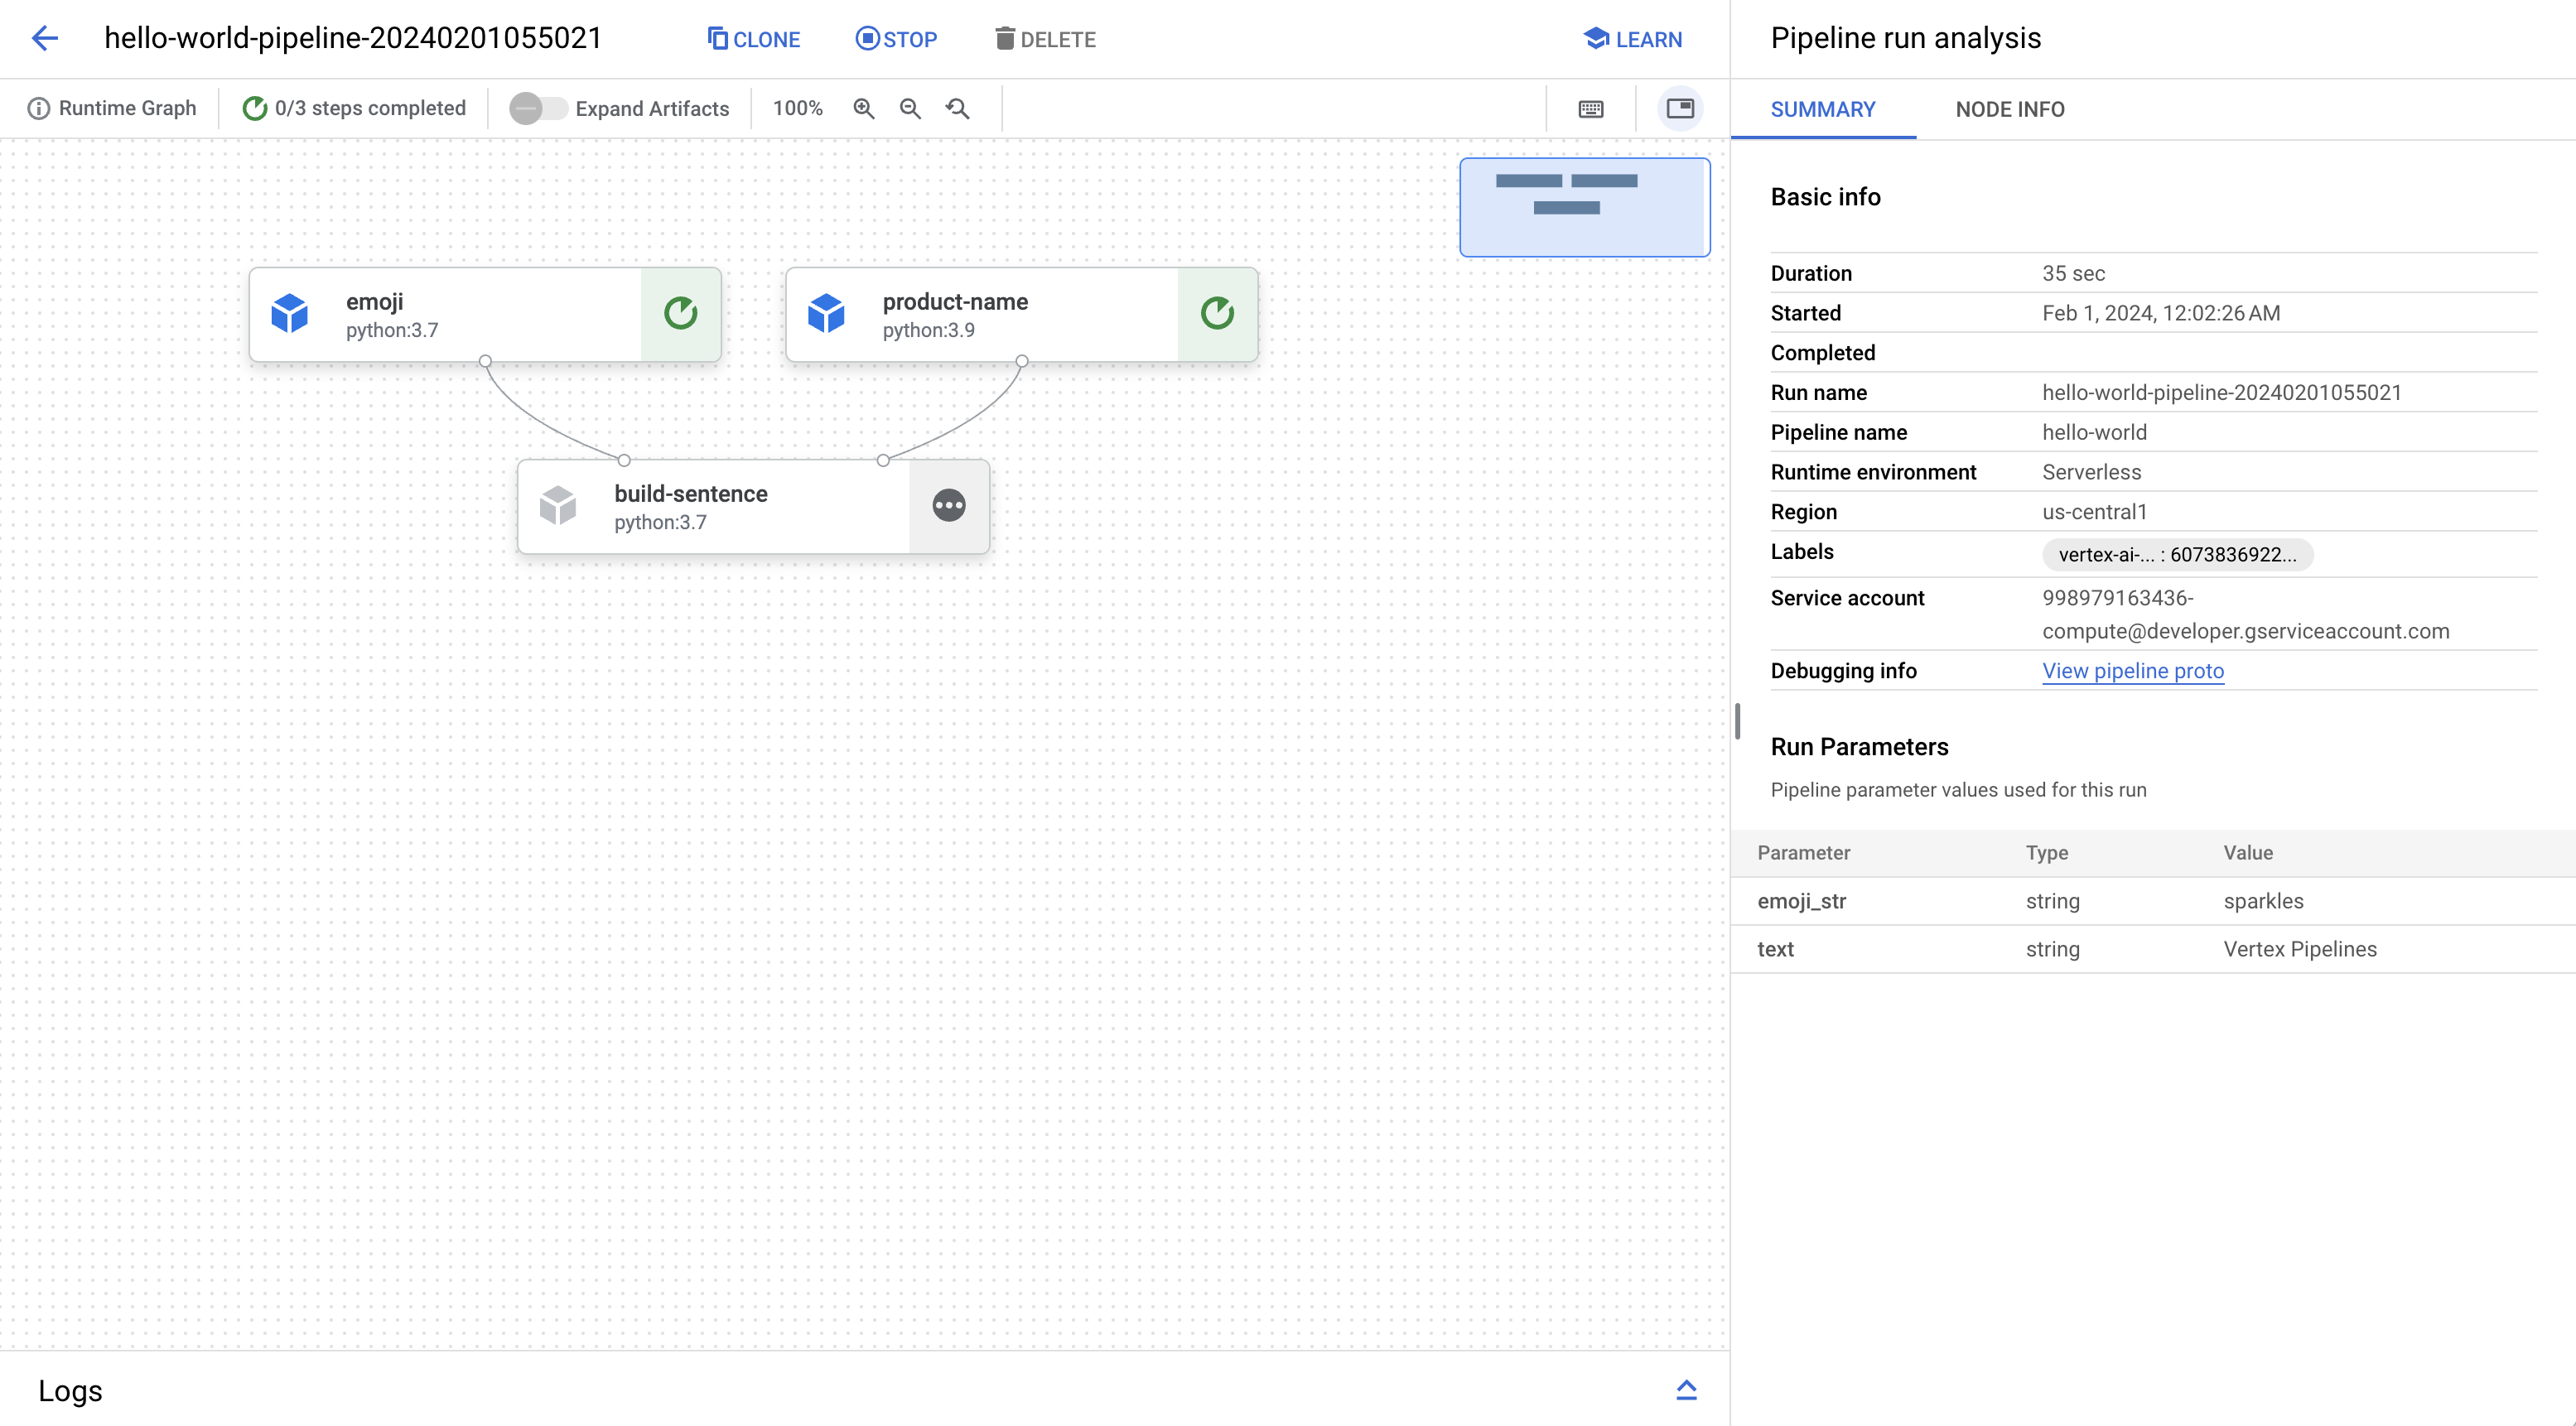 hello-world-pipeline-20240201055021
CLONE
STOP
DELETE
LEARN
Runtime Graph
0/3 steps completed
Expand Artifacts
100%
emoji
python:3.7
product-name
python:3.9
build-sentence
python:3.7
Logs
Pipeline run analysis
SUMMARY
NODE INFO
Basic info
Duration 35 sec
Started Feb 1, 2024, 12:02:26 AM
Completed
Run name hello-world-pipeline-20240201055021
Pipeline name hello-world
Runtime environment Serverless
Region us-central1
Labels vertex-ai-... : 6073836922...
Service account 998979163436-
compute@developer.gserviceaccount.com
Debugging info View pipeline proto
Run Parameters
Pipeline parameter values used for this run
Parameter Type Value
emoji_str string sparkles
text string Vertex Pipelines